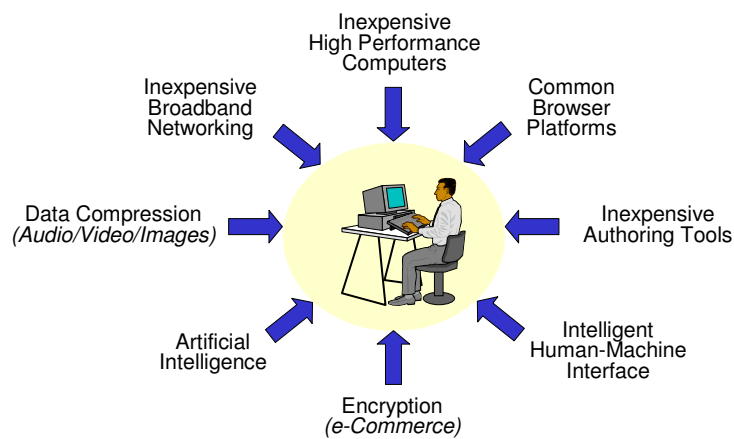 Inexpensive
High Performance
Computers
Inexpensive
Broadband
Networking
Common
Browser
Platforms
Data Compression
(Audio/Video/Images)
Inexpensive
Authoring Tools
Artificial
Intelligence
Intelligent
Human-Machine
Interface
Encryption
(e-Commerce)